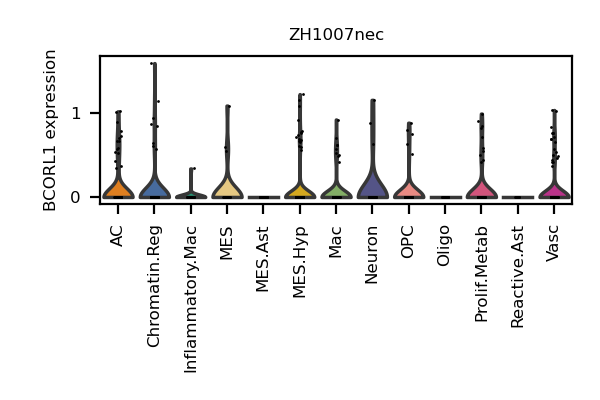 ZH1007nec
BCORL1 expression
1
0
AC
Chromatin.Reg
Inflammatory.Mac
MES
MES.Ast
MES.Hyp
Mac
Neuron
OPC
Oligo
Prolif.Metab
Reactive.Ast
Vasc